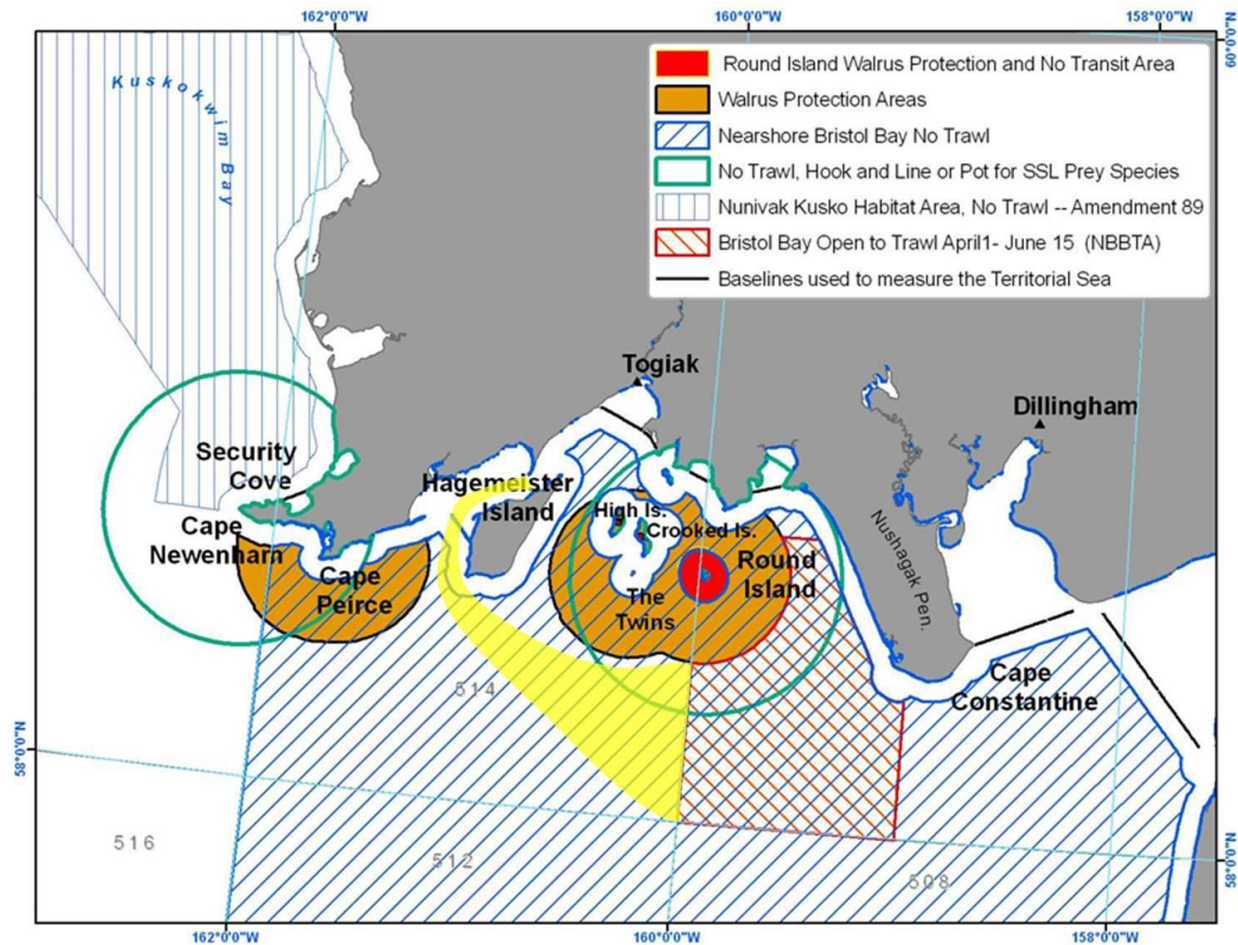 162°0'0"W
160°0'0"W
158°0'0"W
60°0'0"N
Kuskokwim Bay
Round Island Walrus Protection and No Transit Area
Walrus Protection Areas
Nearshore Bristol Bay No Trawl
No Trawl, Hook and Line or Pot for SSL Prey Species
Nunivak Kusko Habitat Area, No Trawl -- Amendment 89
Bristol Bay Open to Trawl April1- June 15 (NBBTA)
Baselines used to measure the Territorial Sea
Togiak
Dillingham
Security
Cove
Hagemeister
Island
High Is.
Crooked Is.
Cape
Newenham
Cape
Peirce
Round
Island
The
Twins
Nushagak Pen.
Cape
Constantine
514
58°0'0"N
516
512
508
58°0'0"N
162°0'0"W
160°0'0"W
158°0'0"W